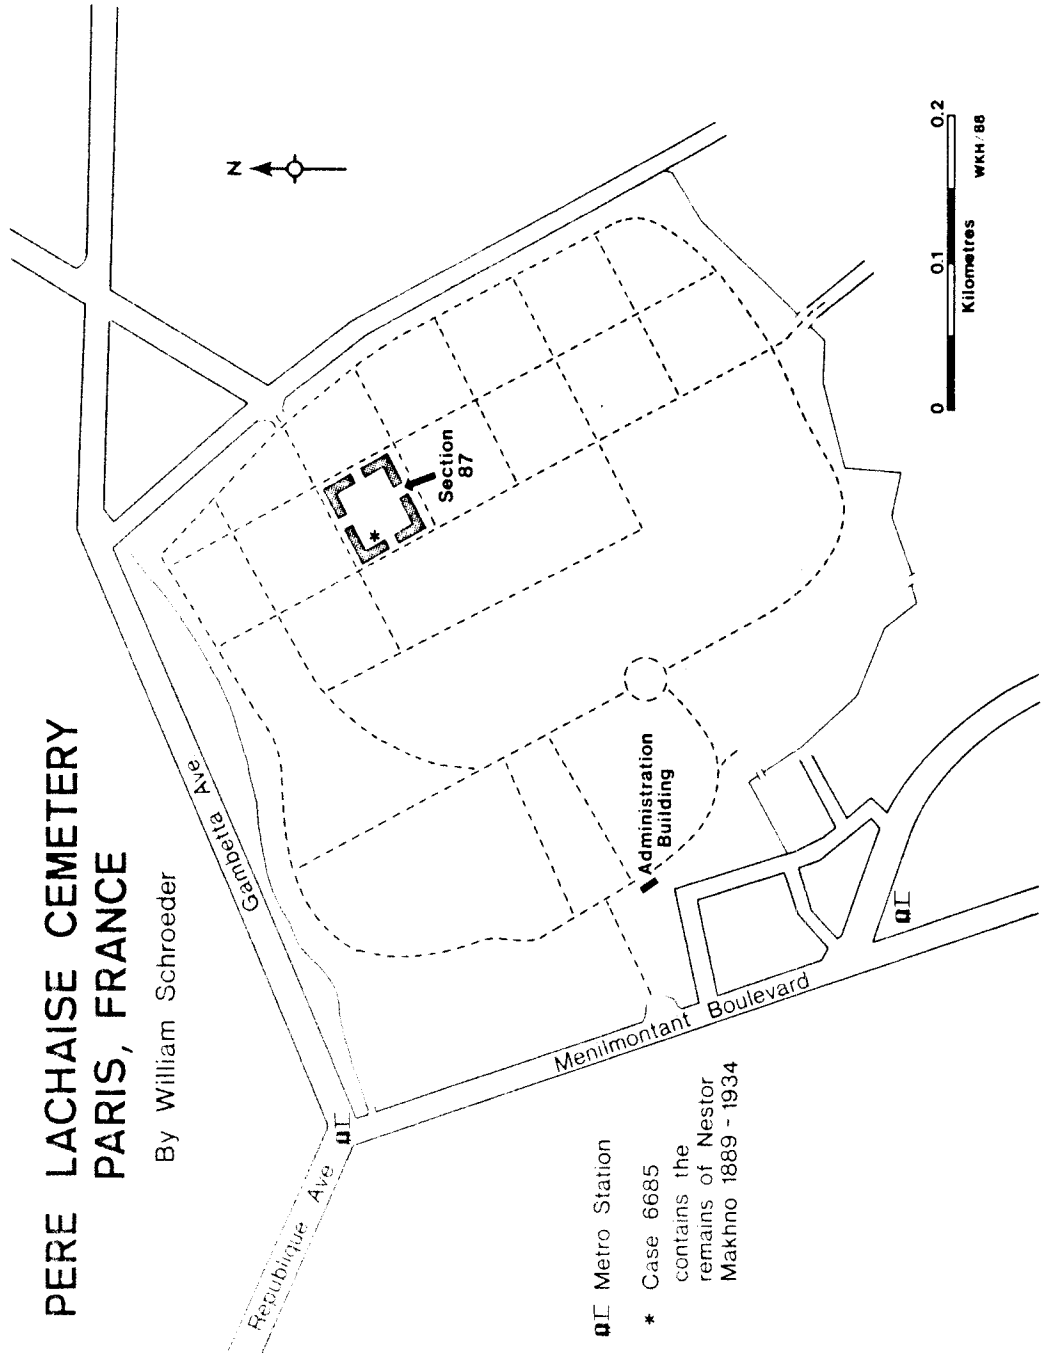 PERE LACHAISE CEMETERY
PARIS, FRANCE
By William Schroeder
N
Republique Ave
Gambetta Ave.
Section
87
Administration
Building
Menilmontant Boulevard
Metro Station
* Case 6685
contains the
remains of Nestor
Makhno 1889-1934
0 0.1 0.2
Kilometres
WKH/88